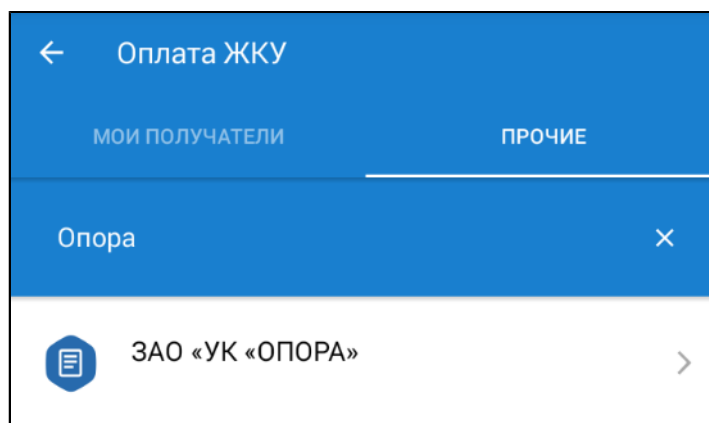 Оплата ЖКУ
МОИ ПОЛУЧАТЕЛИ
ПРОЧИЕ
Опора
ЗАО «УК «ОПОРА»